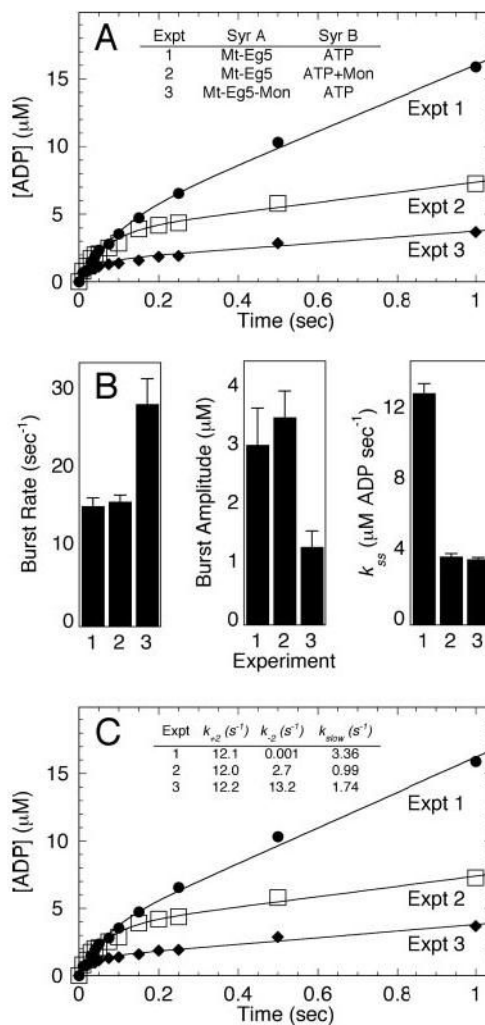 A
Expt Syr A Syr B
1 Mt-Eg5 ATP
2 Mt-Eg5 ATP+Mon
3 Mt-Eg5-Mon ATP
[ADP] (μM)
15
10
5
0
Expt 1
Expt 2
Expt 3
0 0.2 0.4 0.6 0.8 1
Time (sec)
B
Burst Rate (sec⁻¹)
30
20
10
0
1 2 3
Burst Amplitude (μM)
4
3
2
1
0
1 2 3
Experiment
k_ss (μM ADP sec⁻¹)
12
8
4
0
1 2 3
C
Expt k₊₂ (s⁻¹) k₋₂ (s⁻¹) k_slow (s⁻¹)
1 12.1 0.001 3.36
2 12.0 2.7 0.99
3 12.2 13.2 1.74
[ADP] (μM)
15
10
5
0
Expt 1
Expt 2
Expt 3
0 0.2 0.4 0.6 0.8 1
Time (sec)